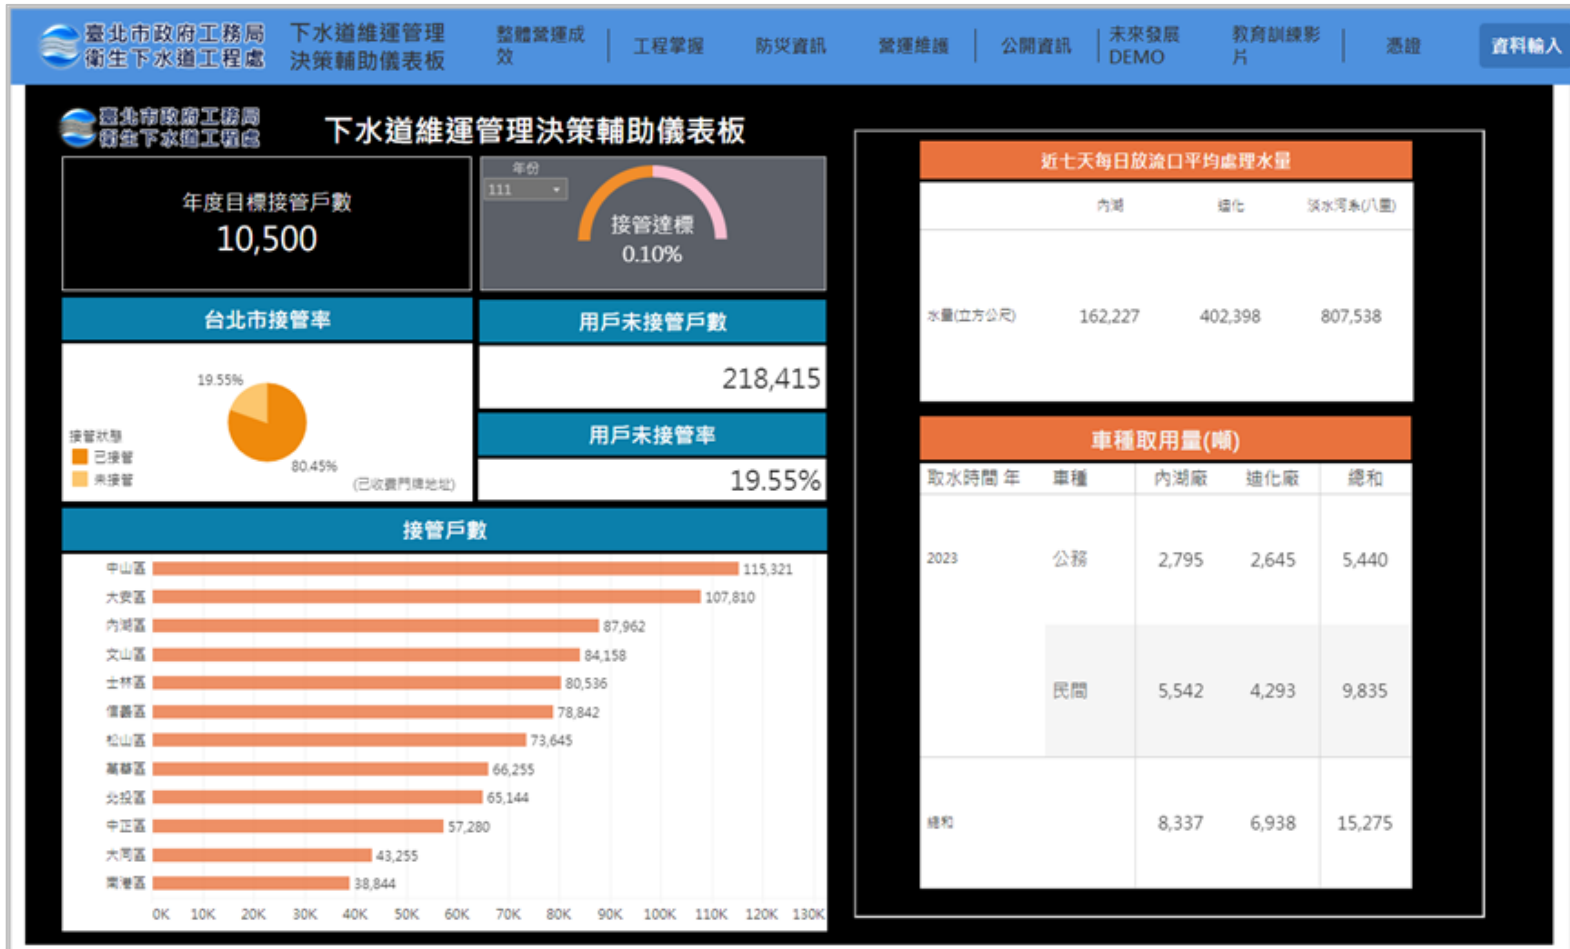 臺北市政府工務局
衛生下水道工程處
下水道維運管理
決策輔助儀表板
整體營運成
效
工程掌握
防災資訊
營運維護
公開資訊
未來發展
DEMO
教育訓練影
片
憑證
資料輸入
臺北市政府工務局
衛生下水道工程處
下水道維運管理決策輔助儀表板
年度目標接管戶數
10,500
年份
111
接管達標
0.10%
台北市接管率
19.55%
80.45%
接管狀態
已接管
未接管
(已收費門牌地址)
用戶未接管戶數
218,415
用戶未接管率
19.55%
接管戶數
中山區 115,321
大安區 107,810
內湖區 87,962
文山區 84,158
士林區 80,536
信義區 78,842
松山區 73,645
萬華區 66,255
北投區 65,144
中正區 57,280
大同區 43,255
南港區 38,844
0K 10K 20K 30K 40K 50K 60K 70K 80K 90K 100K 110K 120K 130K
近七天每日放流口平均處理水量
內湖 迪化 淡水河系(八里)
水量(立方公尺) 162,227 402,398 807,538
車種取用量(噸)
取水時間 年 車種 內湖廠 迪化廠 總和
2023 公務 2,795 2,645 5,440
民間 5,542 4,293 9,835
總和 8,337 6,938 15,275